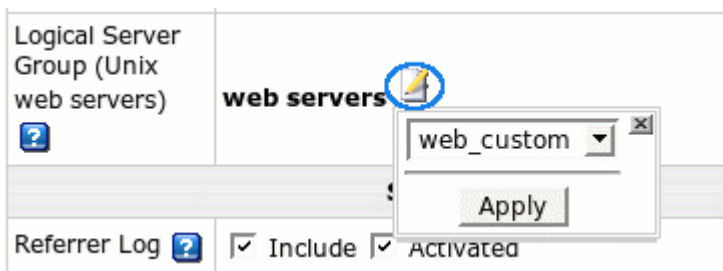 Logical Server
Group (Unix
web servers)
web servers
web_custom
Apply
Referrer Log Include Activated